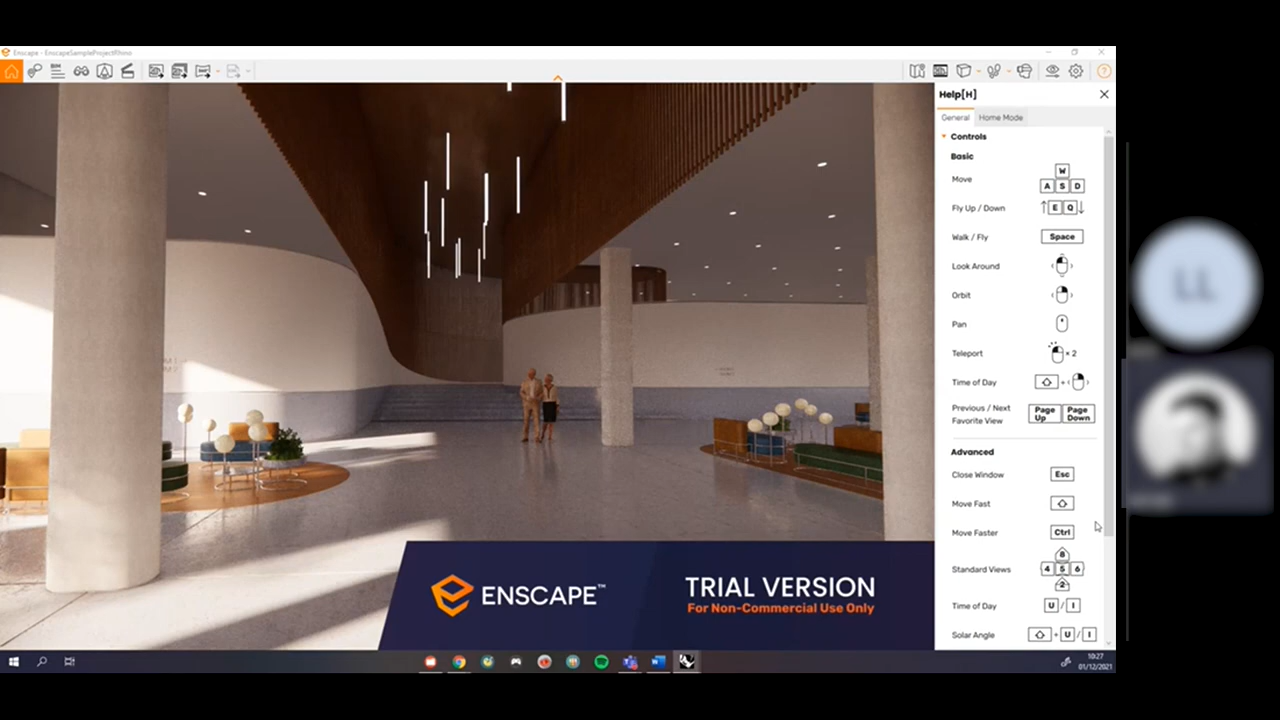 Enscape - EnscapeSampleProjectRhino
Help[H]
General Home Mode
Controls
Basic
Move
W
A S D
Fly Up / Down
E Q
Walk / Fly
Space
Look Around
Orbit
Pan
Teleport
× 2
Time of Day
+
Previous / Next
Favorite View
Page Up
Page Down
Advanced
Close Window
Esc
Move Fast
Move Faster
Ctrl
Standard Views
8
4 5 6
2
Time of Day
U / I
Solar Angle
+ U / I
ENSCAPE™
TRIAL VERSION
For Non-Commercial Use Only
LL
10:27
01/12/2021